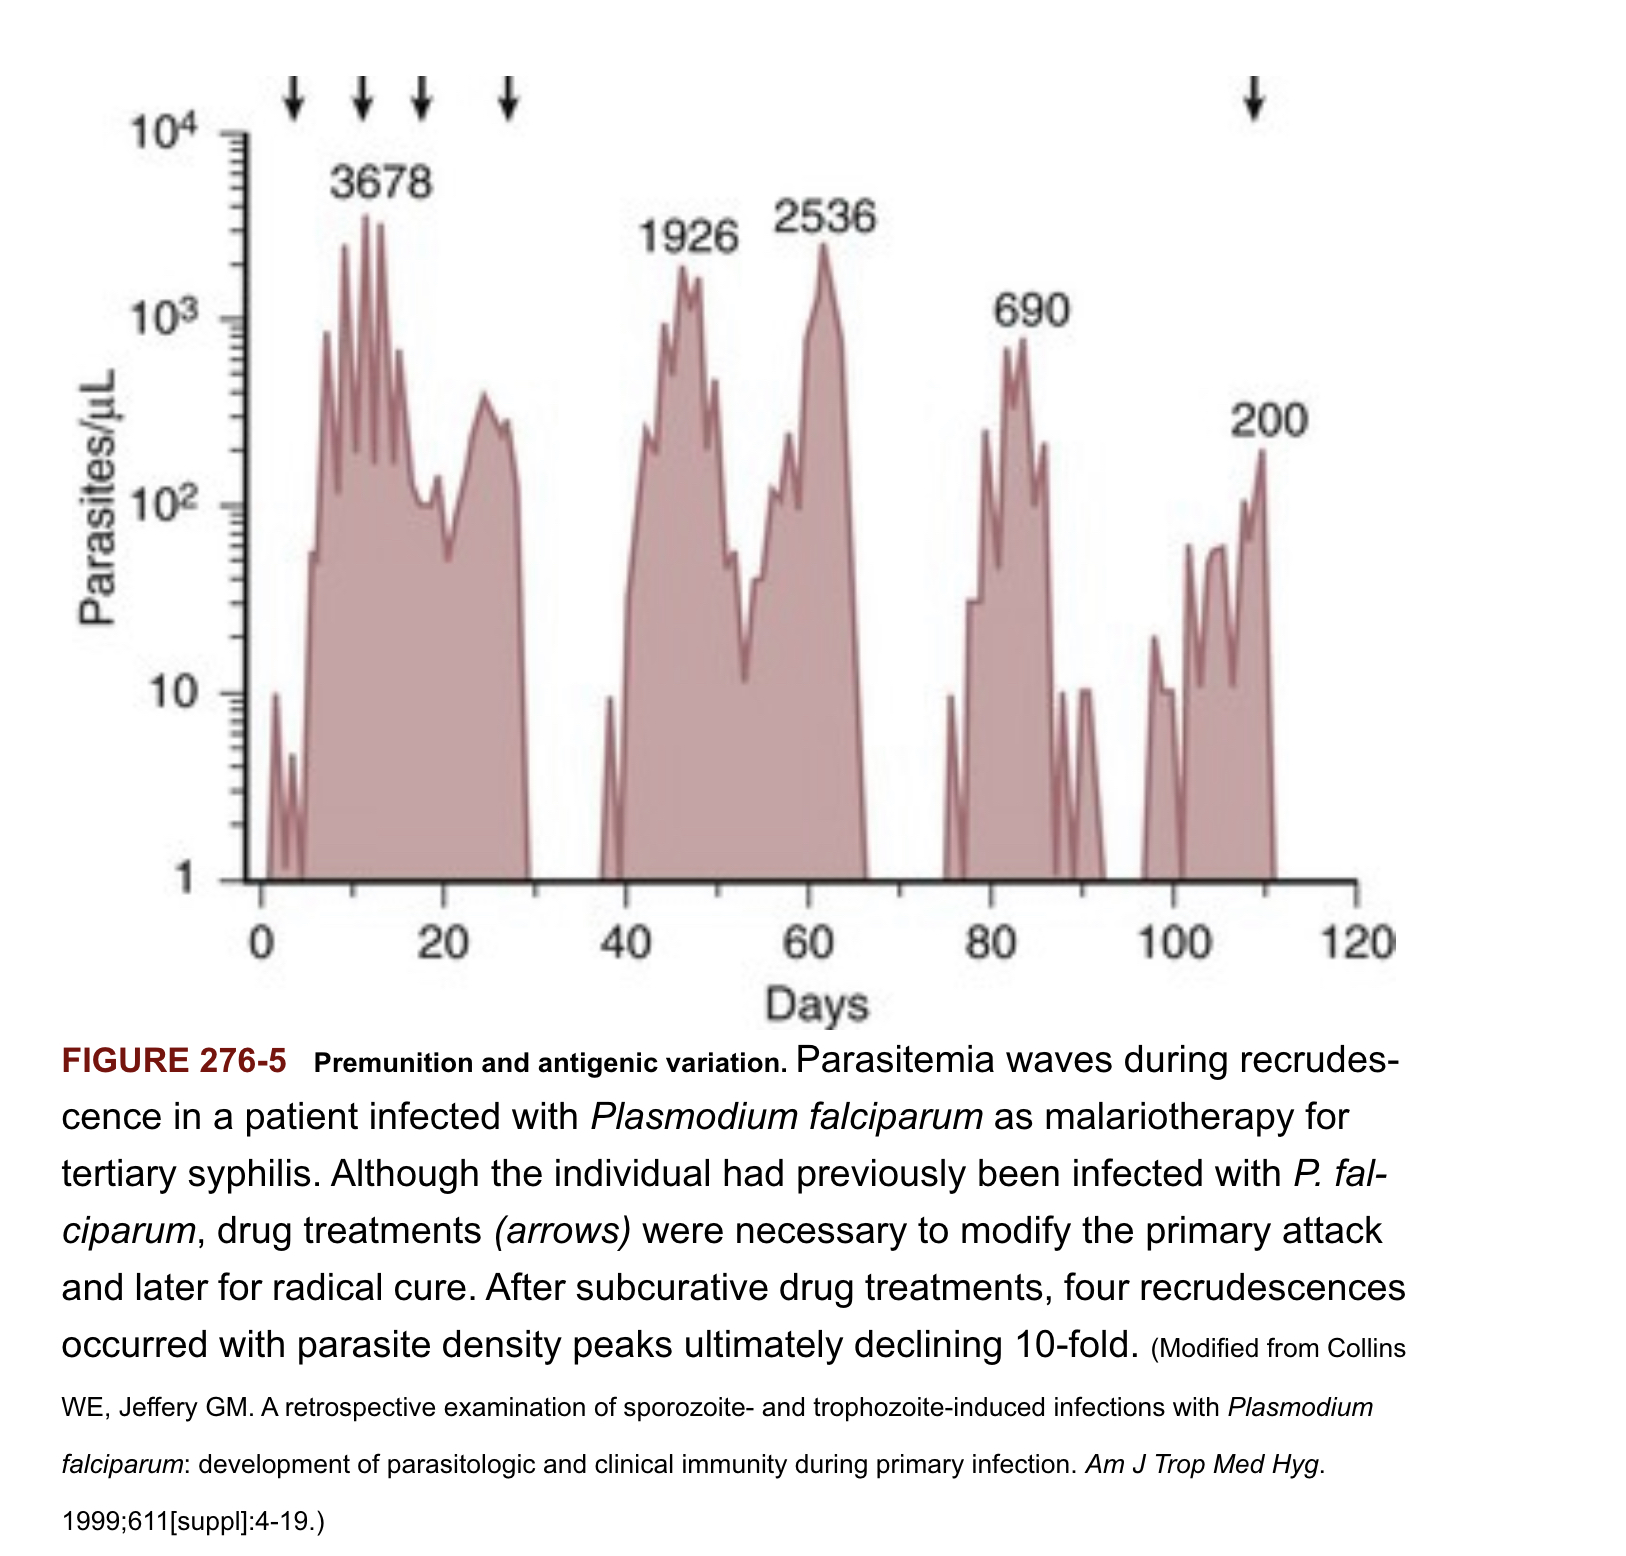 10⁴
3678
1926
2536
10³
690
200
10²
10
1
Parasites/μL
0 20 40 60 80 100 120
Days
FIGURE 276-5 Premunition and antigenic variation. Parasitemia waves during recrudes-
cence in a patient infected with Plasmodium falciparum as malariotherapy for
tertiary syphilis. Although the individual had previously been infected with P. fal-
ciparum, drug treatments (arrows) were necessary to modify the primary attack
and later for radical cure. After subcurative drug treatments, four recrudescences
occurred with parasite density peaks ultimately declining 10-fold. (Modified from Collins
WE, Jeffery GM. A retrospective examination of sporozoite- and trophozoite-induced infections with Plasmodium
falciparum: development of parasitologic and clinical immunity during primary infection. Am J Trop Med Hyg.
1999;611[suppl]:4-19.)